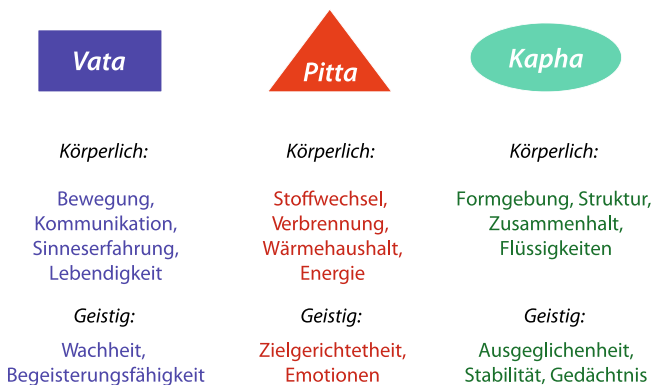 Vata
Körperlich:
Bewegung,
Kommunikation,
Sinneserfahrung,
Lebendigkeit
Geistig:
Wachheit,
Begeisterungsfähigkeit
Pitta
Körperlich:
Stoffwechsel,
Verbrennung,
Wärmehaushalt,
Energie
Geistig:
Zielgerichtetheit,
Emotionen
Kapha
Körperlich:
Formgebung, Struktur,
Zusammenhalt,
Flüssigkeiten
Geistig:
Ausgeglichenheit,
Stabilität, Gedächtnis